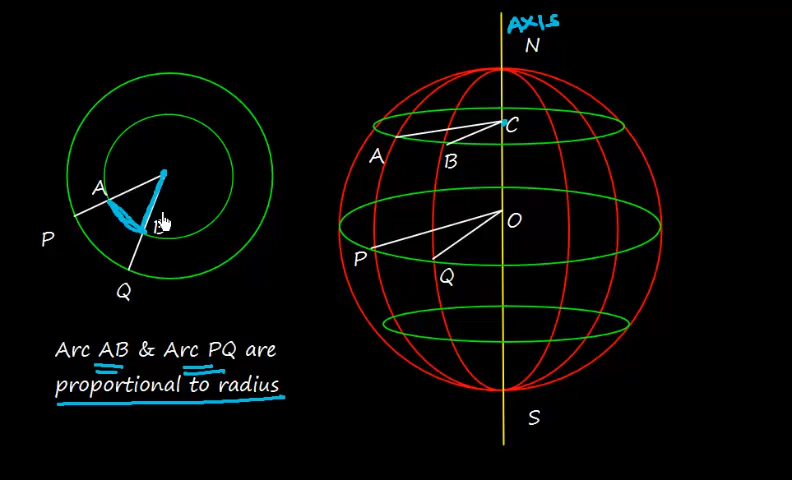 AXIS
N
C
A
B
A
O
P
P
Q
Q
Arc AB & Arc PQ are
proportional to radius
S